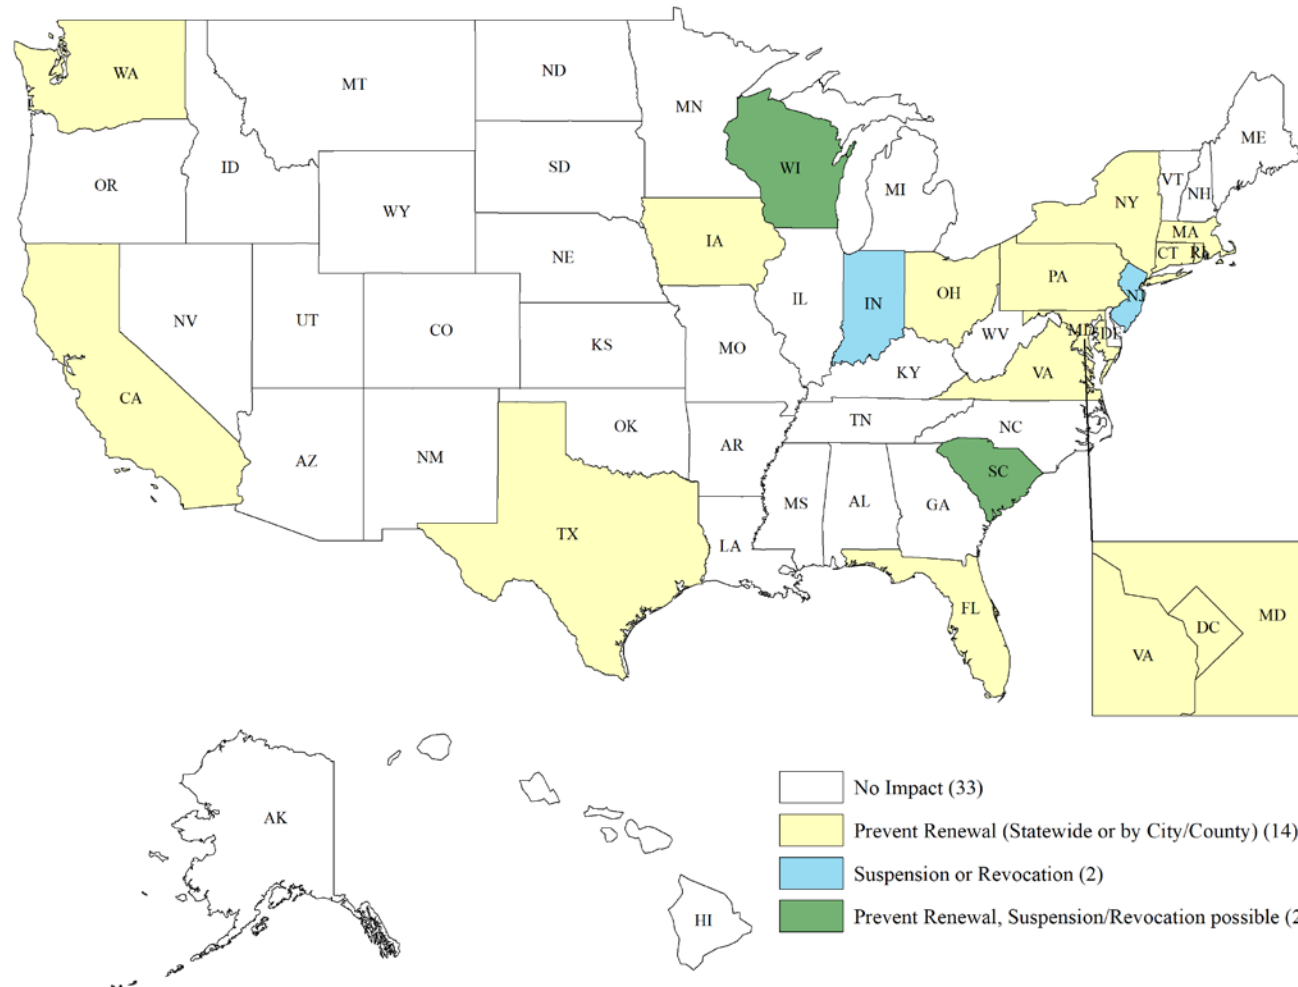 WA
MT
ND
MN
ME
OR
ID
SD
WI
MI
VT
NH
NY
WY
MA
IA
NE
CT
RI
PA
OH
IN
IL
NJ
NV
UT
CO
KS
MO
WV
MD
DE
KY
VA
CA
TN
NC
OK
AR
AZ
NM
SC
MS
AL
GA
TX
LA
FL
DC
MD
VA
AK
HI
No Impact (33)
Prevent Renewal (Statewide or by City/County) (14)
Suspension or Revocation (2)
Prevent Renewal, Suspension/Revocation possible (2